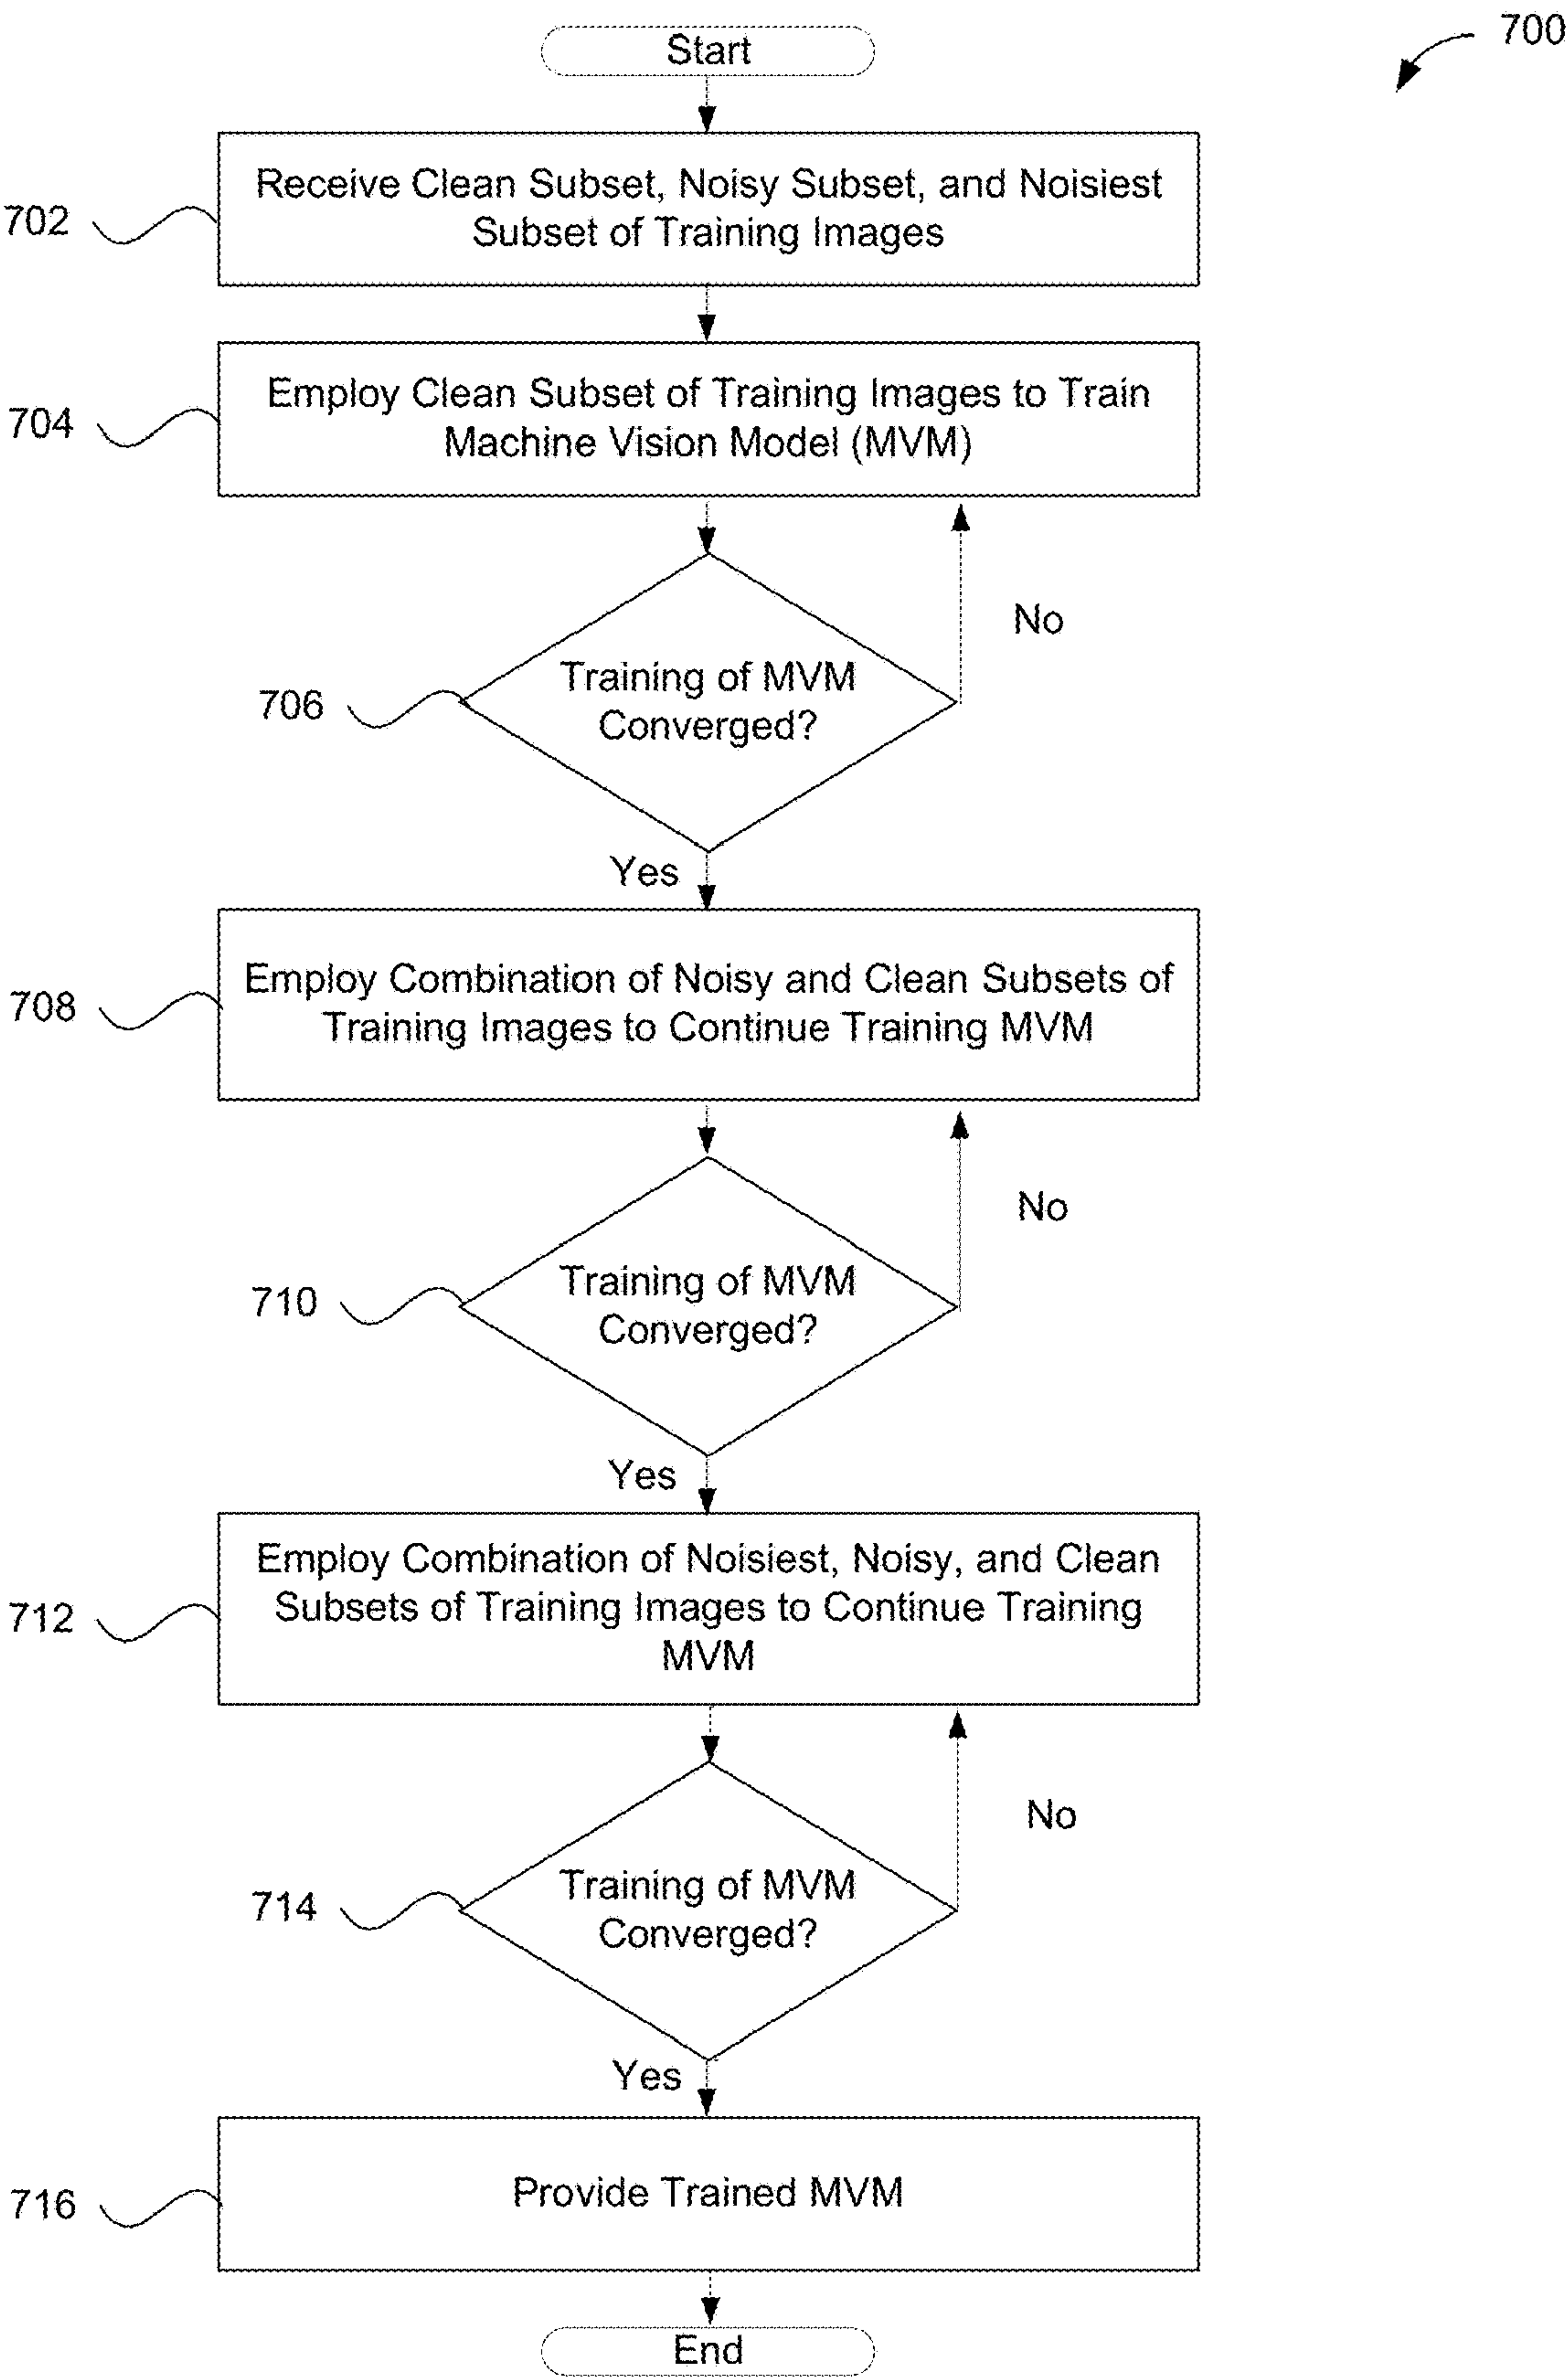 700
Start
702
Receive Clean Subset, Noisy Subset, and Noisiest
Subset of Training Images
704
Employ Clean Subset of Training Images to Train
Machine Vision Model (MVM)
No
706
Training of MVM
Converged?
Yes
708
Employ Combination of Noisy and Clean Subsets of
Training Images to Continue Training MVM
No
710
Training of MVM
Converged?
Yes
712
Employ Combination of Noisiest, Noisy, and Clean
Subsets of Training Images to Continue Training
MVM
No
714
Training of MVM
Converged?
Yes
716
Provide Trained MVM
End